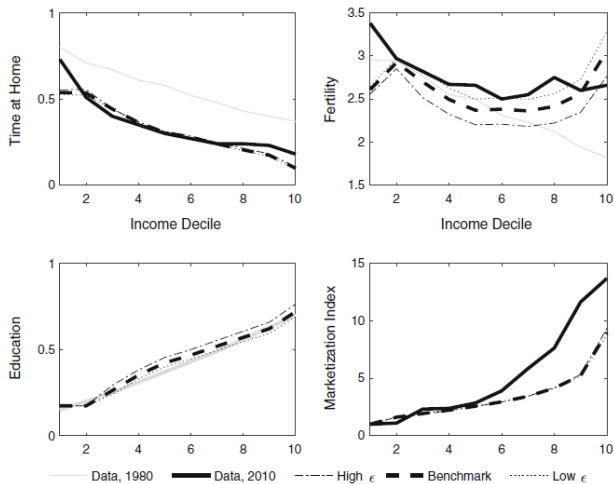 1
0.5
0
Time at Home
2 4 6 8 10
Income Decile
3.5
3
2.5
2
1.5
Fertility
2 4 6 8 10
Income Decile
1
0.5
0
Education
2 4 6 8 10
15
10
5
0
Marketization Index
2 4 6 8 10
Data, 1980 Data, 2010 High ϵ Benchmark Low ϵ